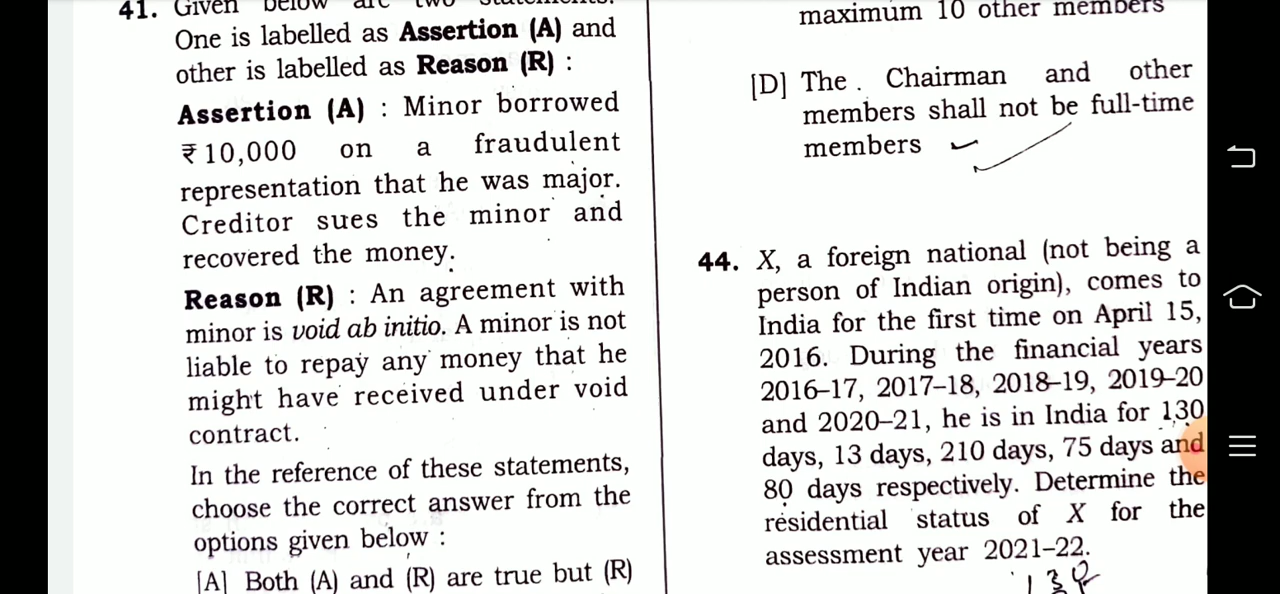 41. Given below are two statements.
One is labelled as Assertion (A) and
other is labelled as Reason (R) :
Assertion (A) : Minor borrowed
₹ 10,000 on a fraudulent
representation that he was major.
Creditor sues the minor and
recovered the money.
Reason (R) : An agreement with
minor is void ab initio. A minor is not
liable to repay any money that he
might have received under void
contract.
In the reference of these statements,
choose the correct answer from the
options given below :
[A] Both (A) and (R) are true but (R)
maximum 10 other members
[D] The . Chairman and other
members shall not be full-time
members
44. X, a foreign national (not being a
person of Indian origin), comes to
India for the first time on April 15,
2016. During the financial years
2016–17, 2017–18, 2018–19, 2019–20
and 2020–21, he is in India for 130
days, 13 days, 210 days, 75 days and
80 days respectively. Determine the
residential status of X for the
assessment year 2021–22.